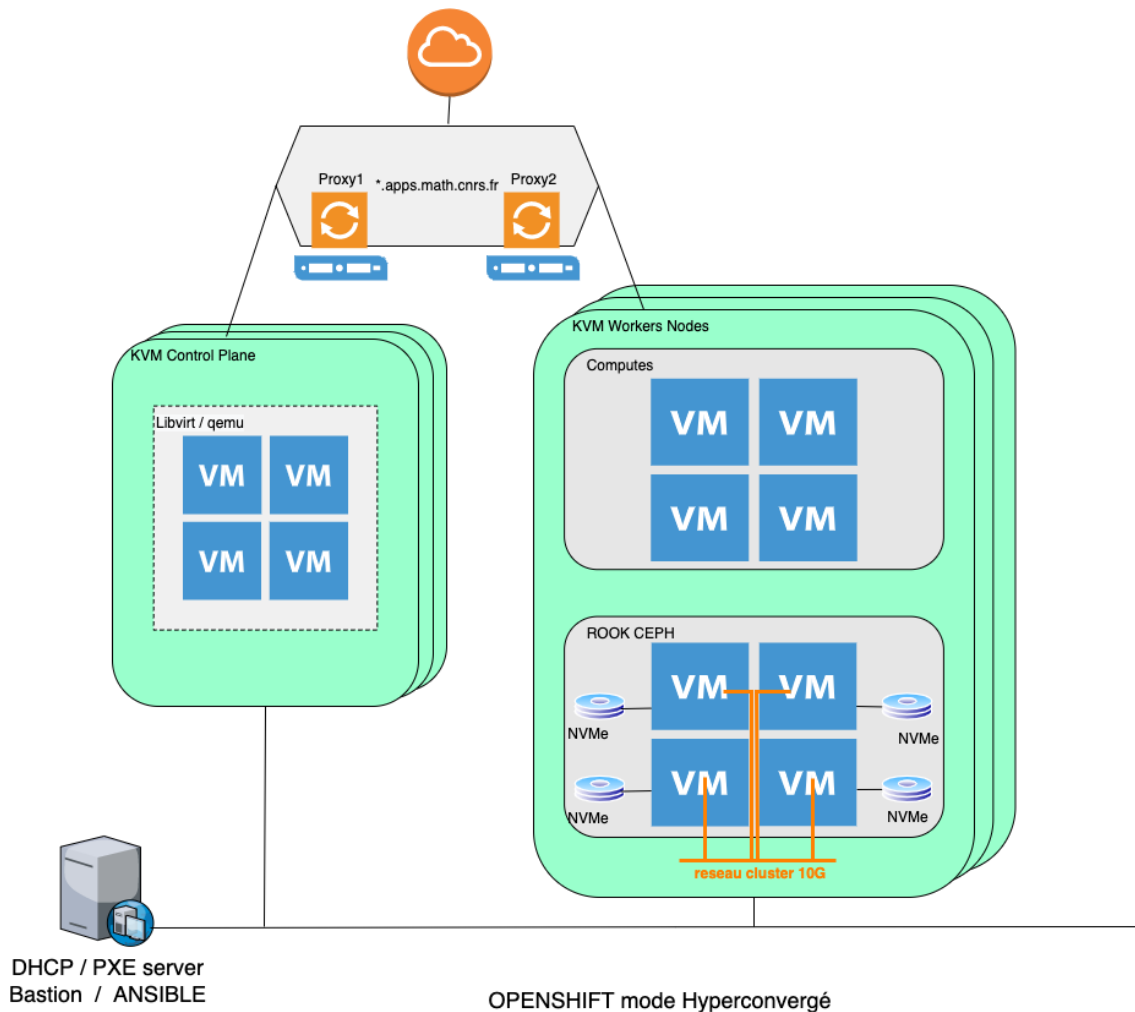 Proxy1
*.apps.math.cnrs.fr
Proxy2
KVM Control Plane
Libvirt / qemu
VM
VM
VM
VM
KVM Workers Nodes
Computes
VM
VM
VM
VM
ROOK CEPH
VM
VM
NVMe
NVMe
VM
VM
NVMe
NVMe
reseau cluster 10G
DHCP / PXE server
Bastion / ANSIBLE
OPENSHIFT mode Hyperconvergé